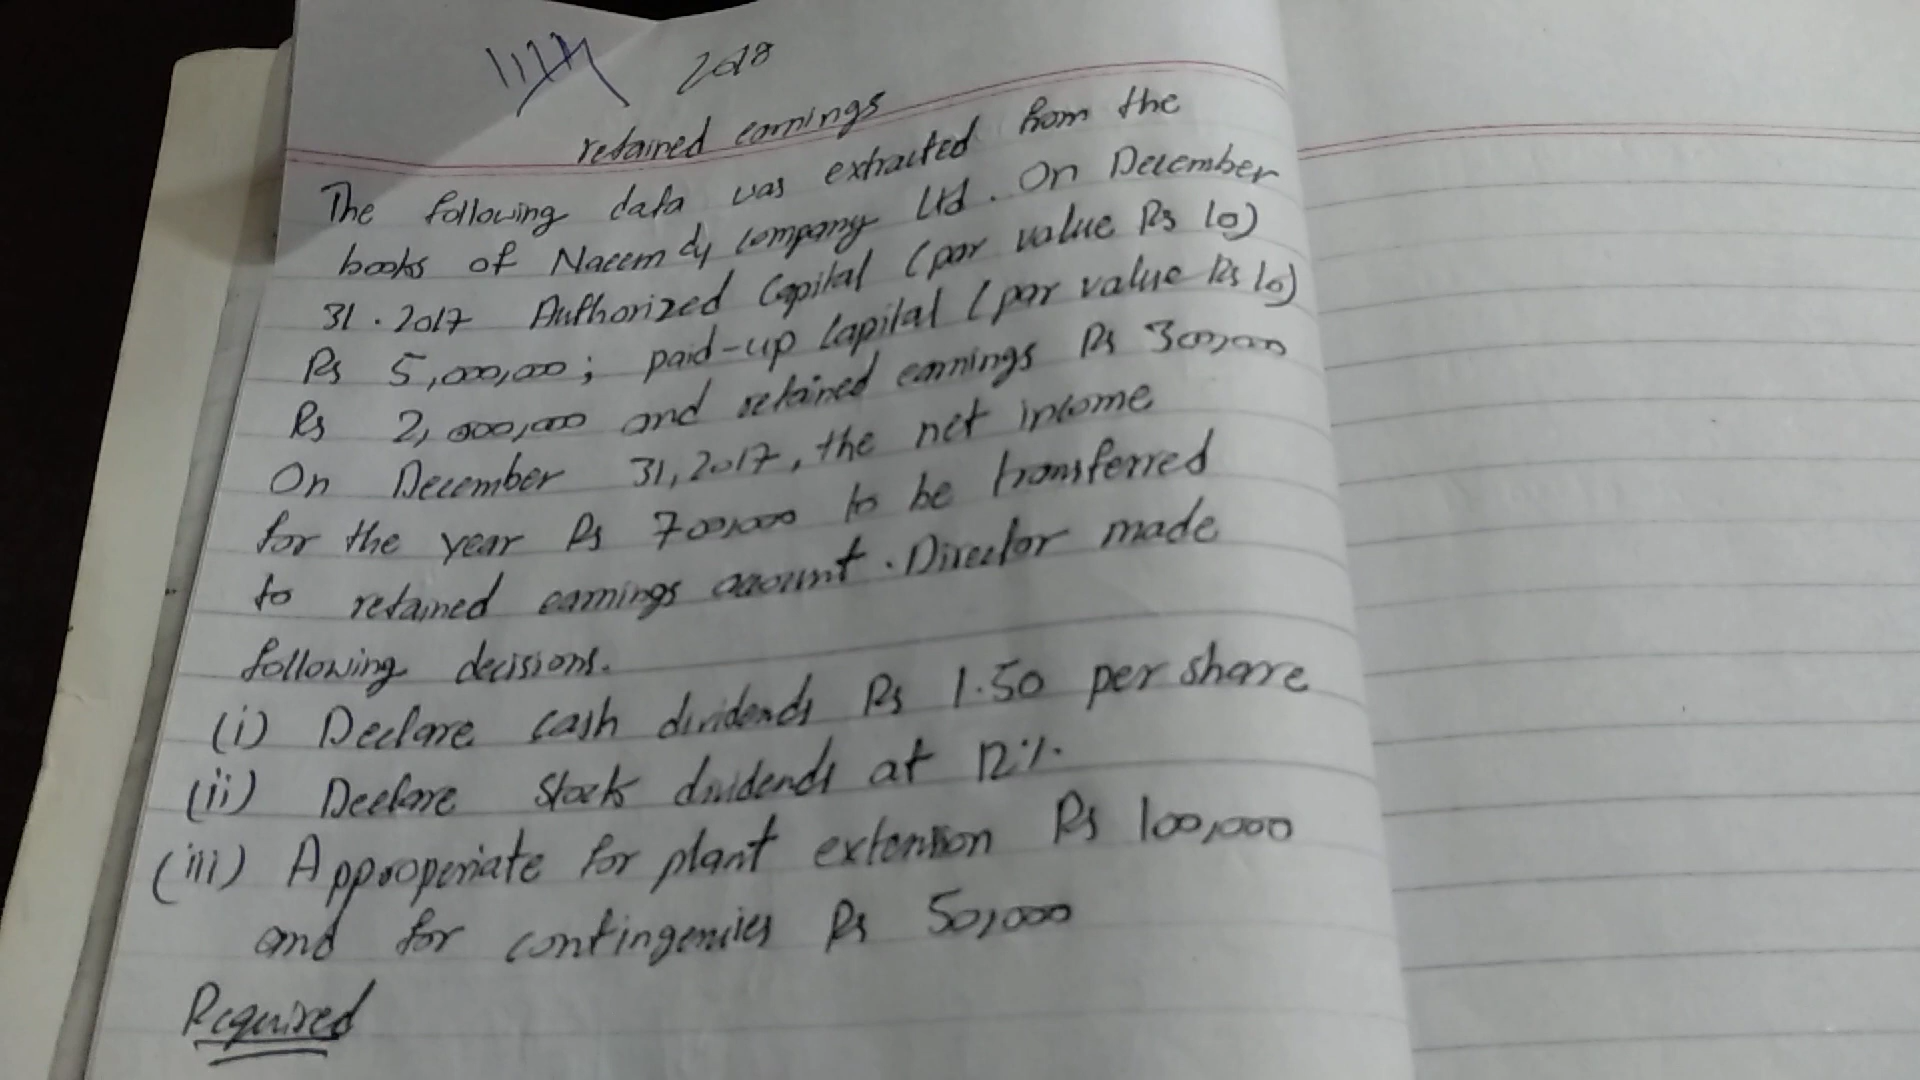 2018
retained earnings
The following data was extracted from the
books of Naeem dy company Ltd. On December
31. 2017 Authorized Capital (par value Rs 10)
Rs 5,000,000; paid-up capital (par value Rs 10)
Rs 2,000,000 and retained earnings Rs 300,000
On December 31, 2017, the net income
for the year Rs 700,000 to be transferred
to retained earnings account. Director made
following decisions.
(i) Declare cash dividends Rs 1.50 per share
(ii) Declare Stock dividends at 12%.
(iii) Appropriate for plant extention Rs 100,000
and for contingencies Rs 50,000
Required